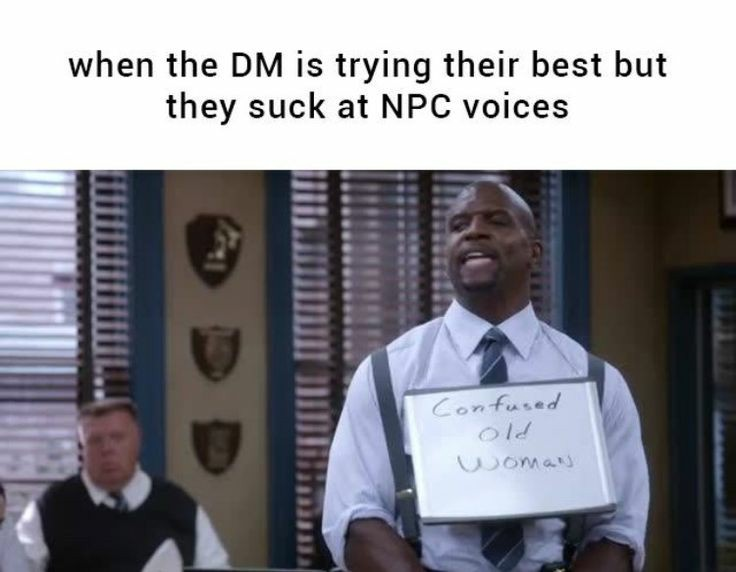 when the DM is trying their best but
they suck at NPC voices
Confused
Old
Woman